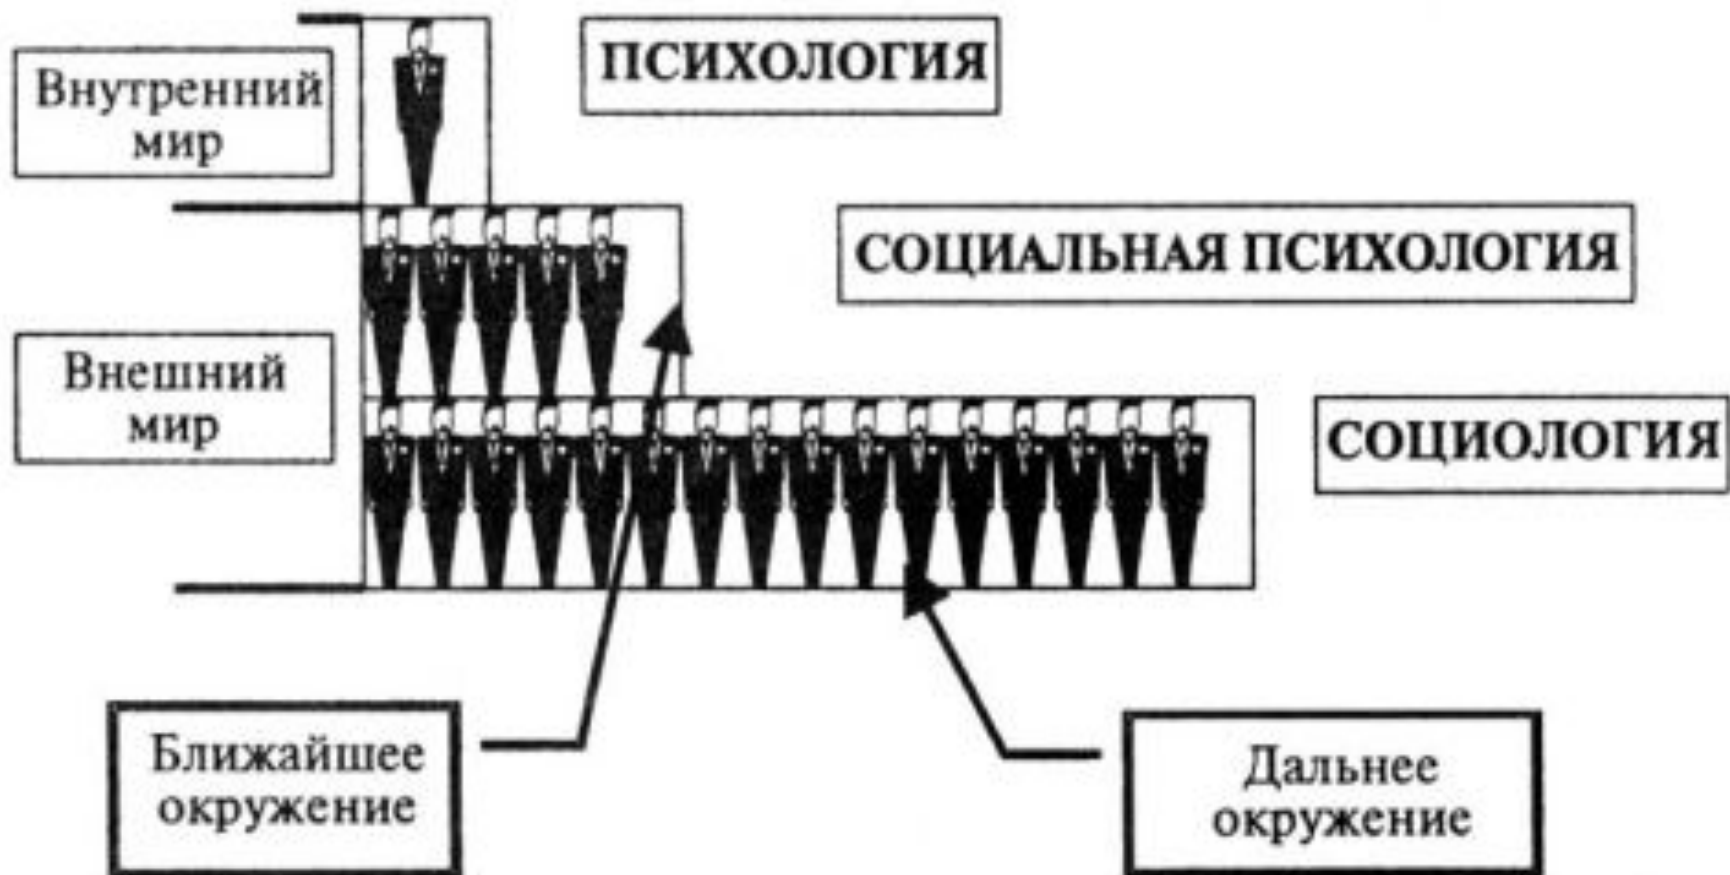 ПСИХОЛОГИЯ
Внутренний
мир
СОЦИАЛЬНАЯ ПСИХОЛОГИЯ
Внешний
мир
СОЦИОЛОГИЯ
Ближайшее
окружение
Дальнее
окружение